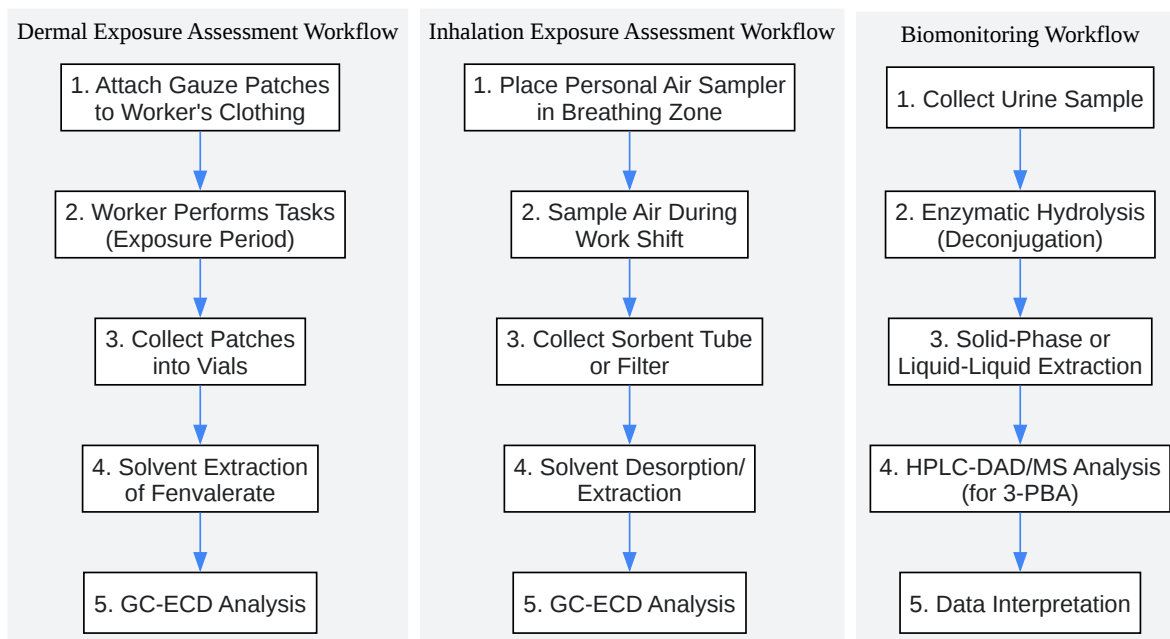 Dermal Exposure Assessment Workflow
1. Attach Gauze Patches
to Worker's Clothing
2. Worker Performs Tasks
(Exposure Period)
3. Collect Patches
into Vials
4. Solvent Extraction
of Fenvalerate
5. GC-ECD Analysis
Inhalation Exposure Assessment Workflow
1. Place Personal Air Sampler
in Breathing Zone
2. Sample Air During
Work Shift
3. Collect Sorbent Tube
or Filter
4. Solvent Desorption/
Extraction
5. GC-ECD Analysis
Biomonitoring Workflow
1. Collect Urine Sample
2. Enzymatic Hydrolysis
(Deconjugation)
3. Solid-Phase or
Liquid-Liquid Extraction
4. HPLC-DAD/MS Analysis
(for 3-PBA)
5. Data Interpretation